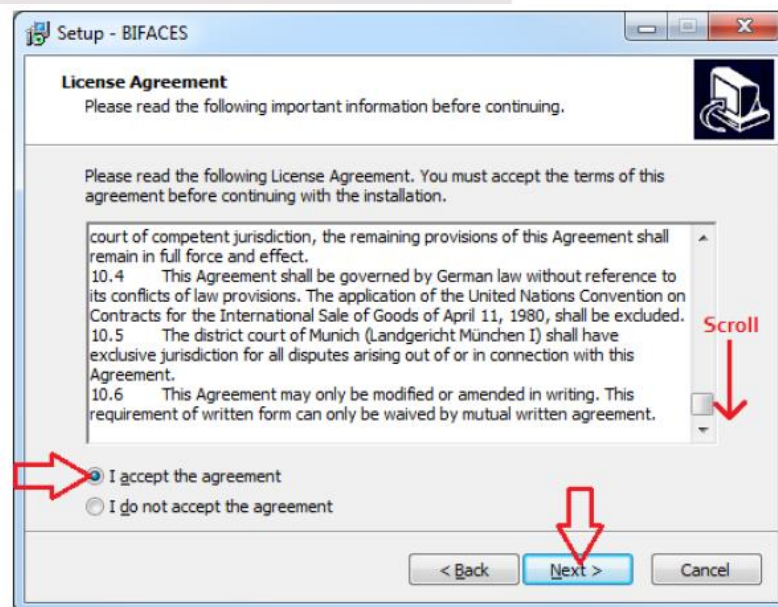 Setup - BIFACES
License Agreement
Please read the following important information before continuing.
Please read the following License Agreement. You must accept the terms of this
agreement before continuing with the installation.
court of competent jurisdiction, the remaining provisions of this Agreement shall
remain in full force and effect.
10.4 This Agreement shall be governed by German law without reference to
its conflicts of law provisions. The application of the United Nations Convention on
Contracts for the International Sale of Goods of April 11, 1980, shall be excluded.
10.5 The district court of Munich (Landgericht München I) shall have
exclusive jurisdiction for all disputes arising out of or in connection with this
Agreement.
10.6 This Agreement may only be modified or amended in writing. This
requirement of written form can only be waived by mutual written agreement.
Scroll
I accept the agreement
I do not accept the agreement
< Back Next > Cancel